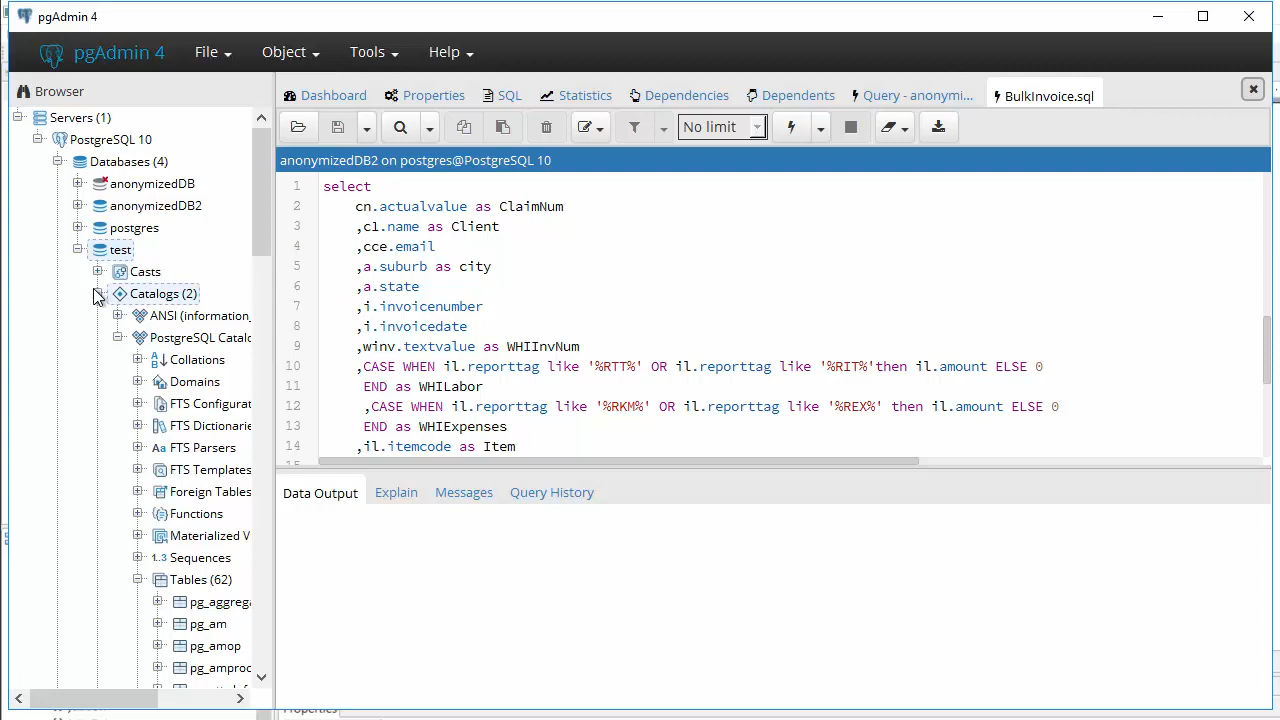 pgAdmin 4
pgAdmin 4 File Object Tools Help
Browser
Dashboard Properties SQL Statistics Dependencies Dependents Query - anonymi... BulkInvoice.sql
No limit
anonymizedDB2 on postgres@PostgreSQL 10
Servers (1)
PostgreSQL 10
Databases (4)
anonymizedDB
anonymizedDB2
postgres
test
Casts
Catalogs (2)
ANSI (information_
PostgreSQL Catalo
Collations
Domains
FTS Configurat
FTS Dictionarie
Aa FTS Parsers
FTS Templates
Foreign Tables
Functions
Materialized V
1..3 Sequences
Tables (62)
pg_aggrega
pg_am
pg_amop
pg_amproc
1 select
2 cn.actualvalue as ClaimNum
3 ,cl.name as Client
4 ,cce.email
5 ,a.suburb as city
6 ,a.state
7 ,i.invoicenumber
8 ,i.invoicedate
9 ,winv.textvalue as WHIInvNum
10 ,CASE WHEN il.reporttag like '%RTT%' OR il.reporttag like '%RIT%'then il.amount ELSE 0
11 END as WHILabor
12 ,CASE WHEN il.reporttag like '%RKM%' OR il.reporttag like '%REX%' then il.amount ELSE 0
13 END as WHIExpenses
14 ,il.itemcode as Item
15
Data Output Explain Messages Query History
Properties